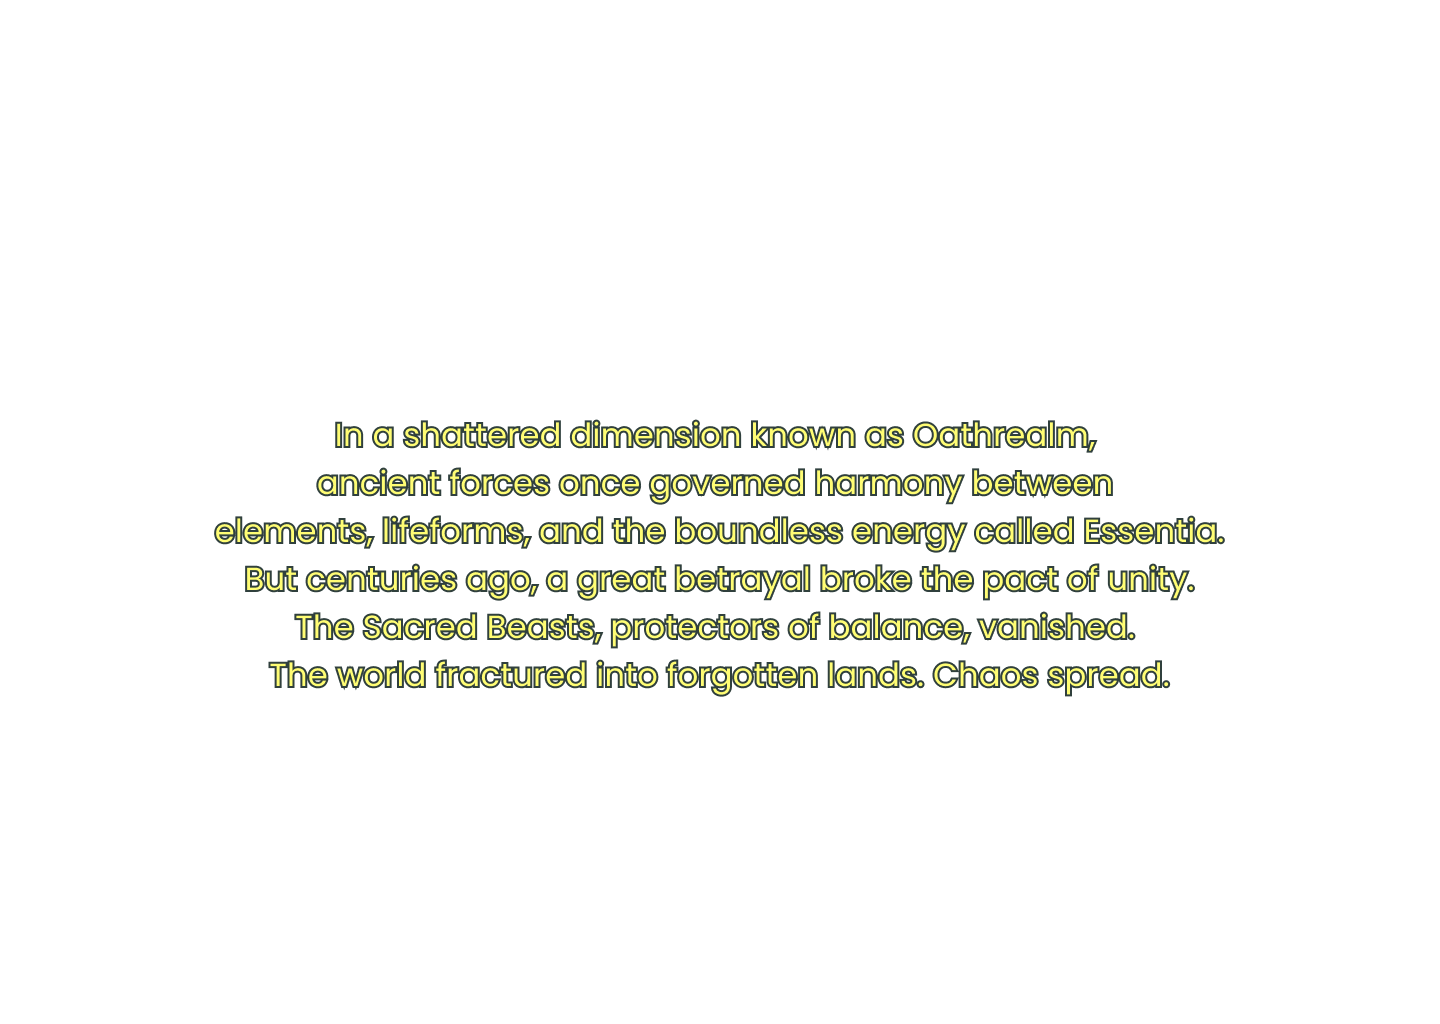 In a shattered dimension known as Oathrealm,
ancient forces once governed harmony between
elements, lifeforms, and the boundless energy called Essentia.
But centuries ago, a great betrayal broke the pact of unity.
The Sacred Beasts, protectors of balance, vanished.
The world fractured into forgotten lands. Chaos spread.